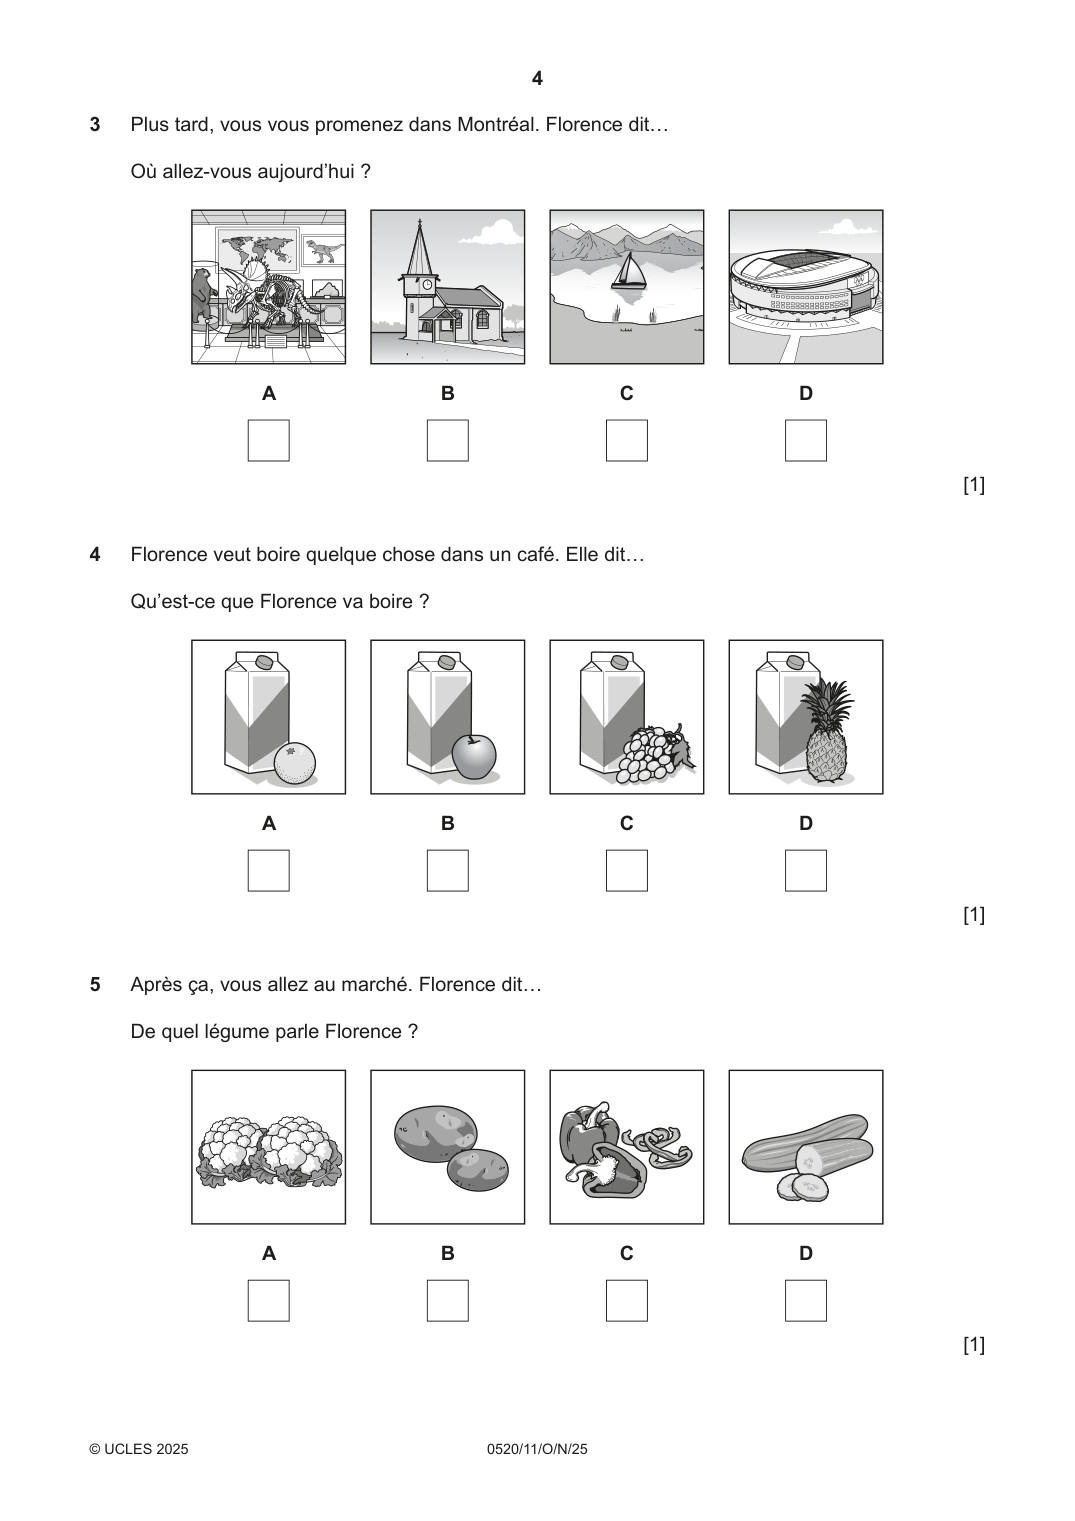 4
3 Plus tard, vous vous promenez dans Montréal. Florence dit…
Où allez-vous aujourd’hui ?
A B C D
[1]
4 Florence veut boire quelque chose dans un café. Elle dit…
Qu’est-ce que Florence va boire ?
A B C D
[1]
5 Après ça, vous allez au marché. Florence dit…
De quel légume parle Florence ?
A B C D
[1]
© UCLES 2025 0520/11/O/N/25